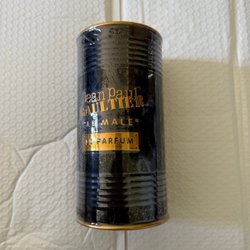 Jean Paul
GAULTIER
"LE MALE"
LE PARFUM